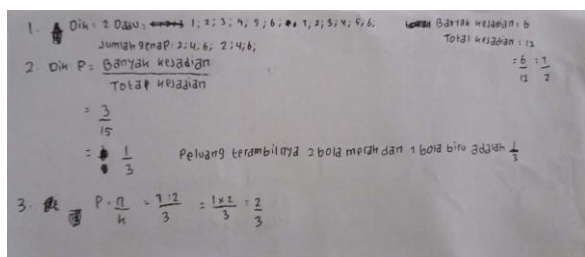 1. Dik = 2 Dadu : 1; 2; 3; 4; 5; 6; 1; 2; 3; 4; 5; 6; Banyak kejadian : 6
Jumlah genap : 2; 4; 6; 2; 4; 6; Total kejadian : 12
= 6/12 = 1/2
2. Dik P = Banyak kejadian / Total kejadian
= 3/15
= 1/3 Peluang terambilnya 2 bola merah dan 1 bola biru adalah 1/3
3. P = n/k = 1:2/3 = 1x2/3 = 2/3